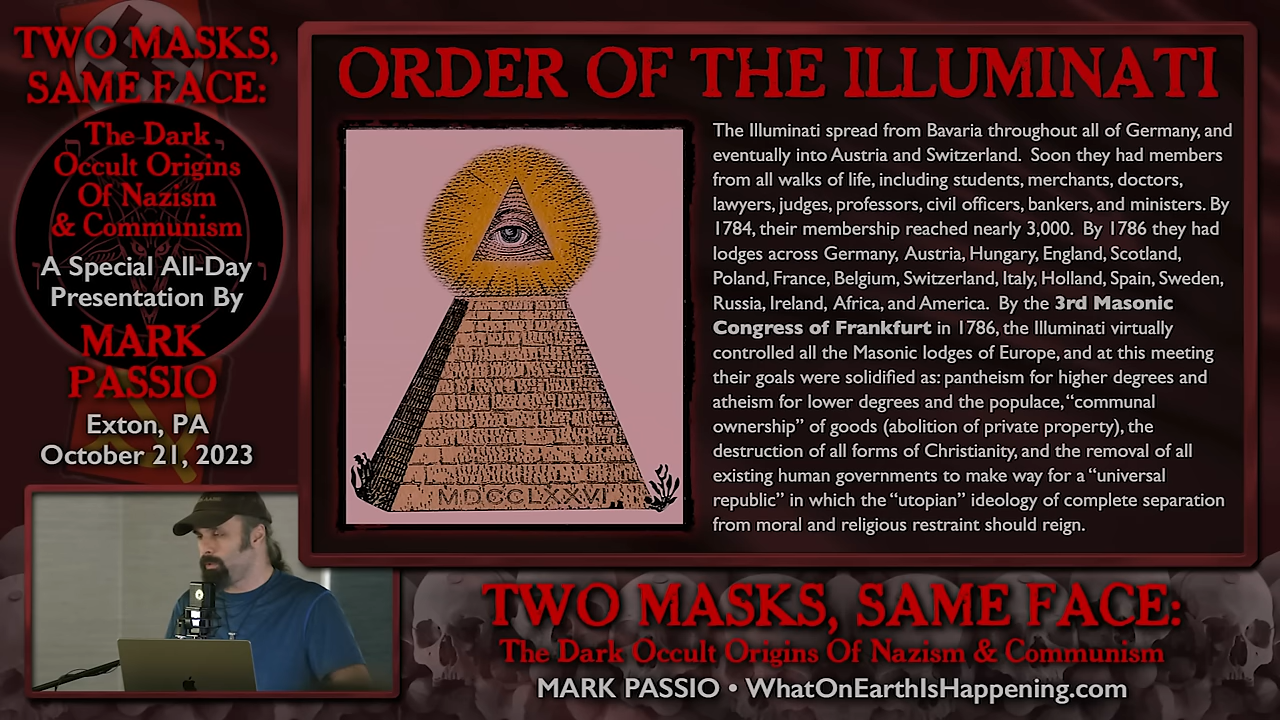 TWO MASKS,
SAME FACE:
The Dark
Occult Origins
Of Nazism
& Communism
A Special All-Day
Presentation By
MARK
PASSIO
Exton, PA
October 21, 2023
ORDER OF THE ILLUMINATI
MDCCLXXVI
The Illuminati spread from Bavaria throughout all of Germany, and
eventually into Austria and Switzerland. Soon they had members
from all walks of life, including students, merchants, doctors,
lawyers, judges, professors, civil officers, bankers, and ministers. By
1784, their membership reached nearly 3,000. By 1786 they had
lodges across Germany, Austria, Hungary, England, Scotland,
Poland, France, Belgium, Switzerland, Italy, Holland, Spain, Sweden,
Russia, Ireland, Africa, and America. By the 3rd Masonic
Congress of Frankfurt in 1786, the Illuminati virtually
controlled all the Masonic lodges of Europe, and at this meeting
their goals were solidified as: pantheism for higher degrees and
atheism for lower degrees and the populace, “communal
ownership” of goods (abolition of private property), the
destruction of all forms of Christianity, and the removal of all
existing human governments to make way for a “universal
republic” in which the “utopian” ideology of complete separation
from moral and religious restraint should reign.
TWO MASKS, SAME FACE:
The Dark Occult Origins Of Nazism & Communism
MARK PASSIO • WhatOnEarthIsHappening.com